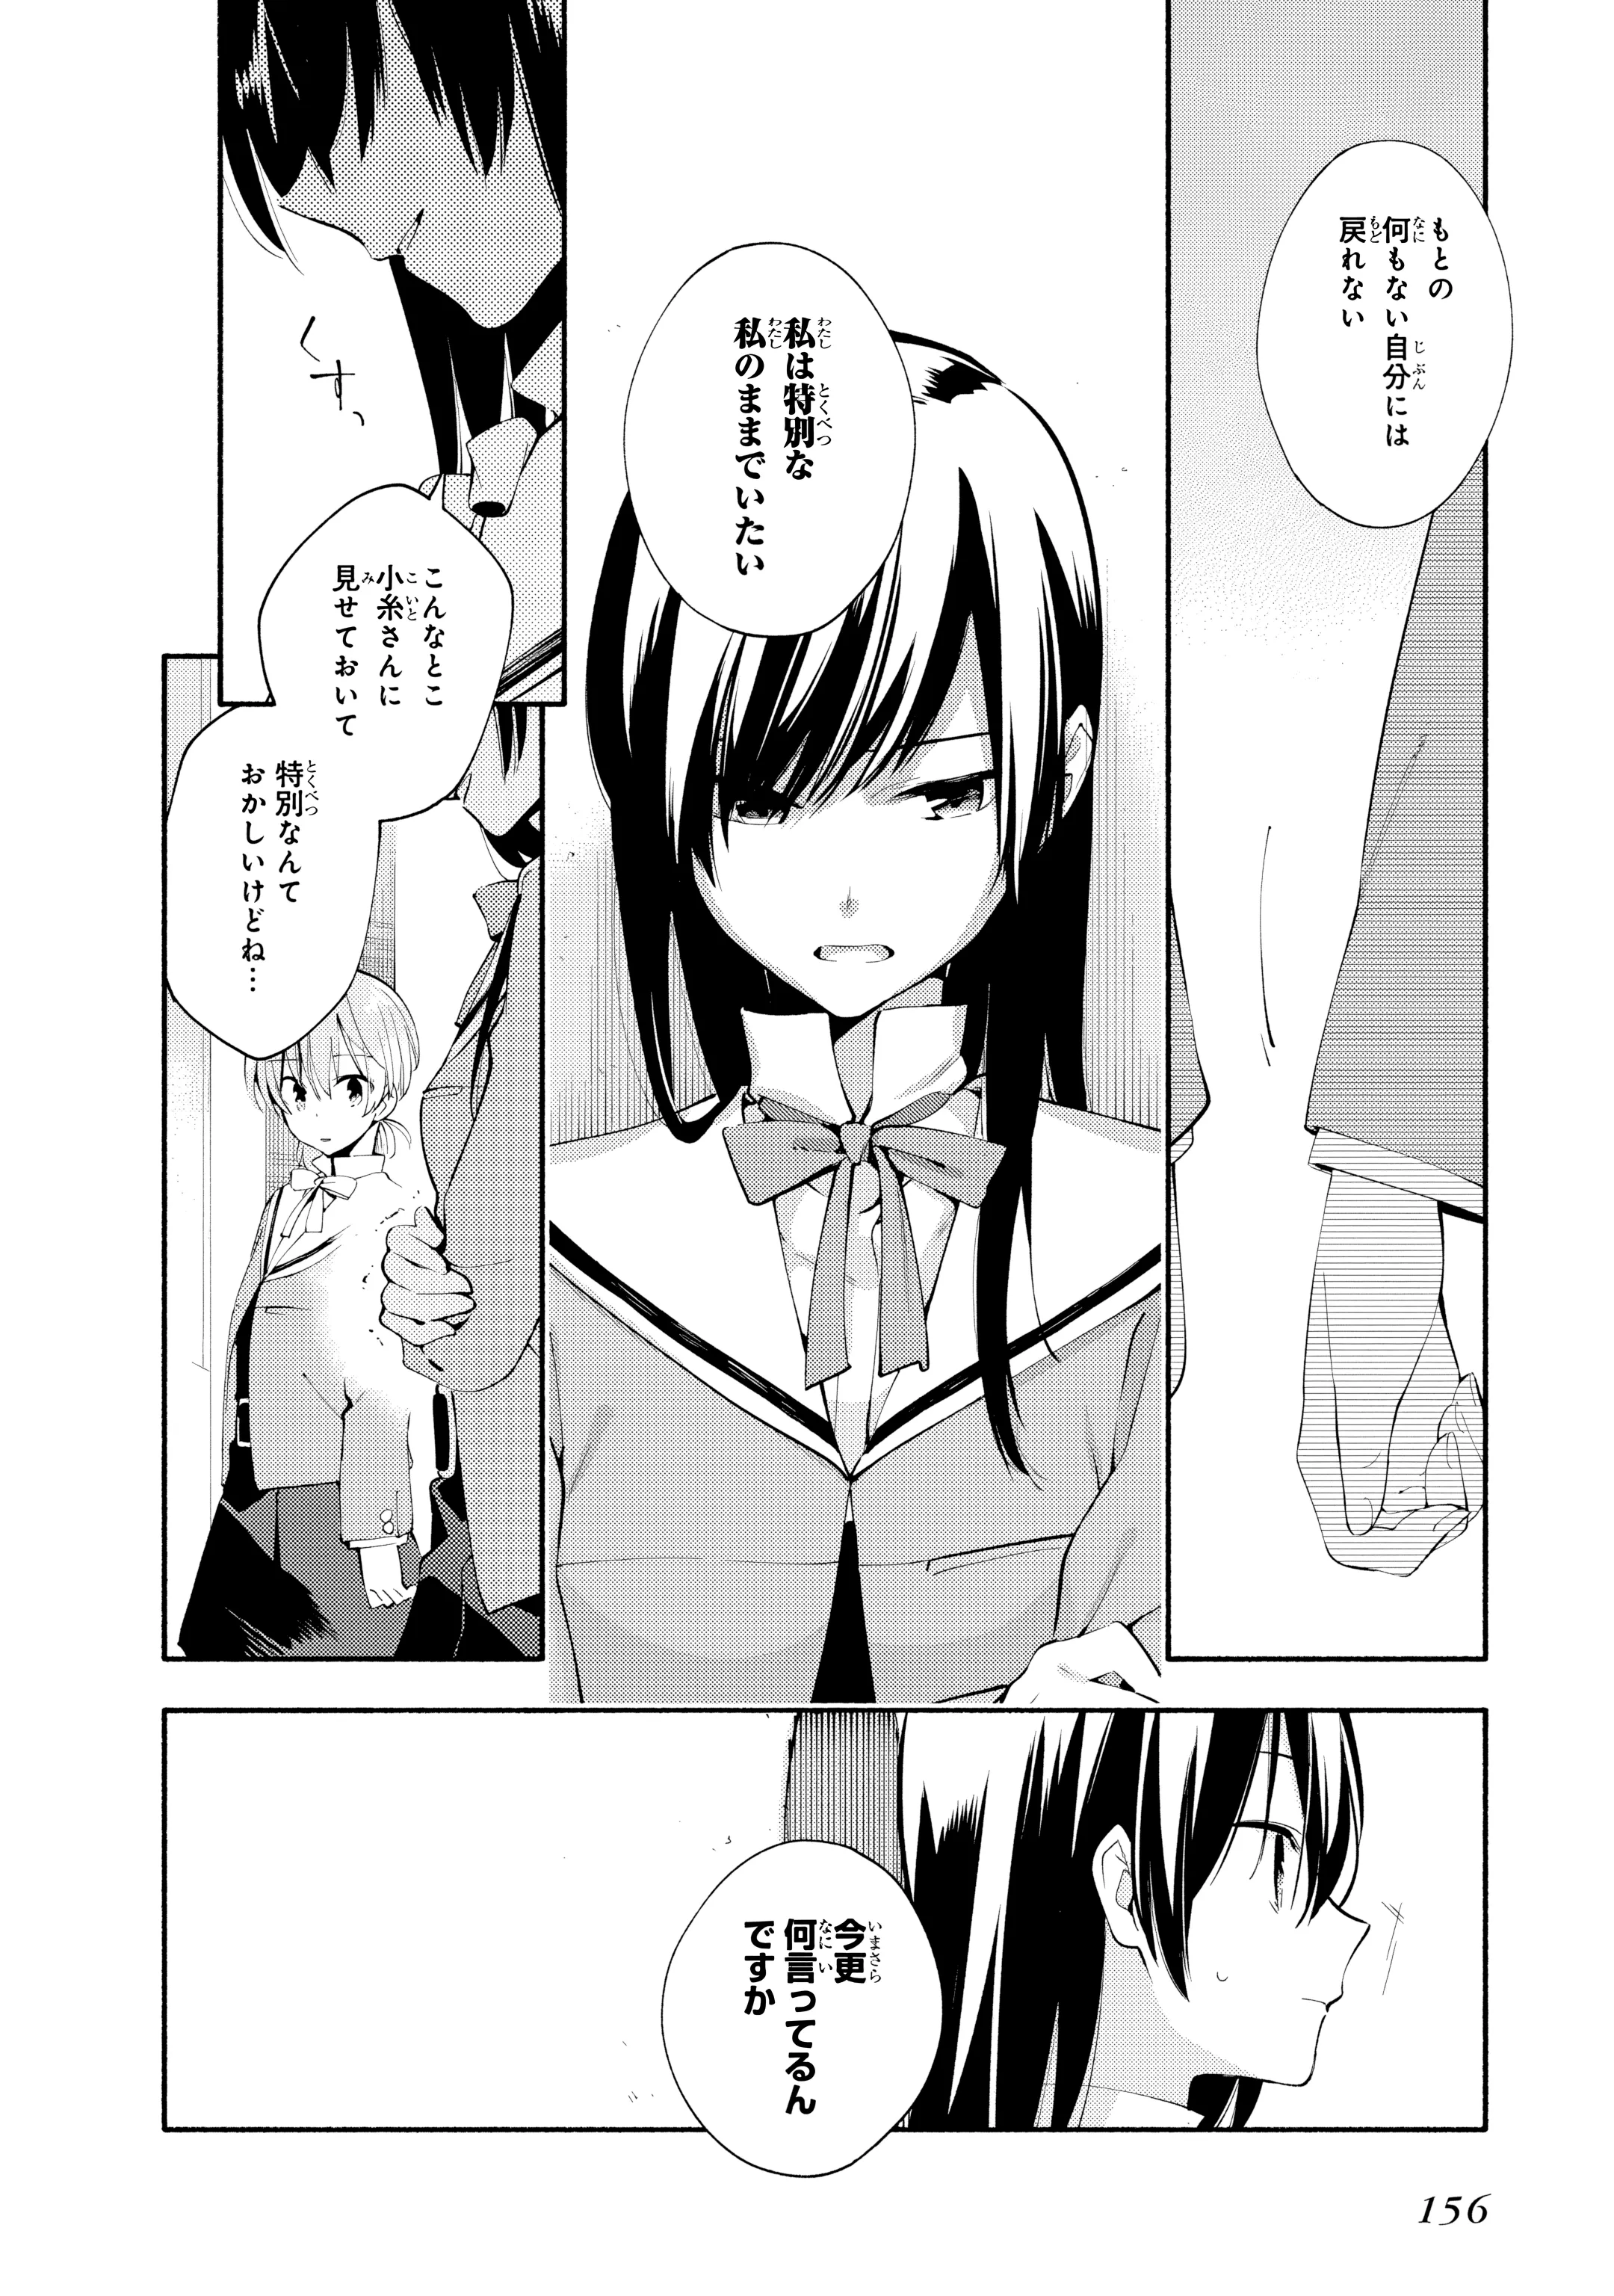 もとの
何もない自分には
戻れない
私は特別な
私のままでいたい
くすっ
こんなとこ
小糸さんに
見せておいて
特別なんて
おかしいけどね…
今更
何言ってるん
ですか
156